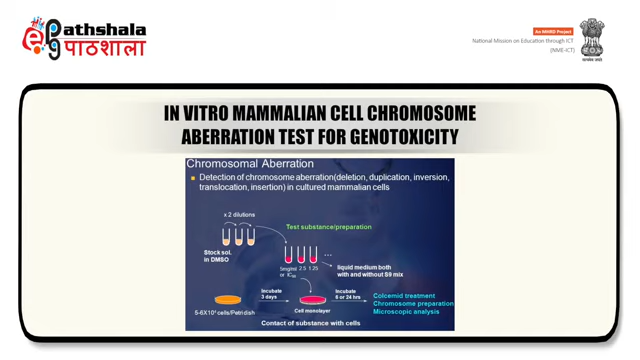 Pathshala
पाठशाला
An MHRD Project
National Mission on Education through ICT
(NME-ICT)
IN VITRO MAMMALIAN CELL CHROMOSOME
ABERRATION TEST FOR GENOTOXICITY
Chromosomal Aberration
Detection of chromosome aberration(deletion, duplication, inversion,
translocation, insertion) in cultured mammalian cells
x 2 dilutions
Test substance/preparation
Stock sol.
in DMSO
5mg/ml 2.5 1.25
...
liquid medium both
with and without S9 mix
Incubate
3 days
Incubate
6 or 24 hrs
Colcemid treatment
Chromosome preparation
Microscopic analysis
Cell monolayer
Contact of substance with cells